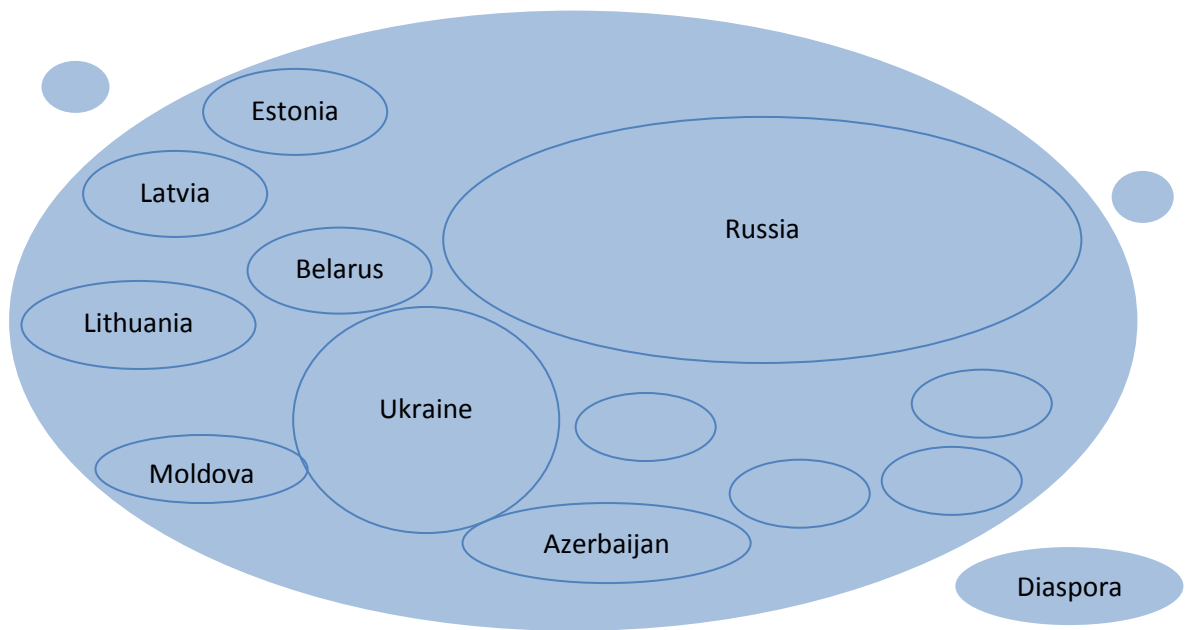 Estonia
Latvia
Russia
Belarus
Lithuania
Ukraine
Moldova
Azerbaijan
Diaspora